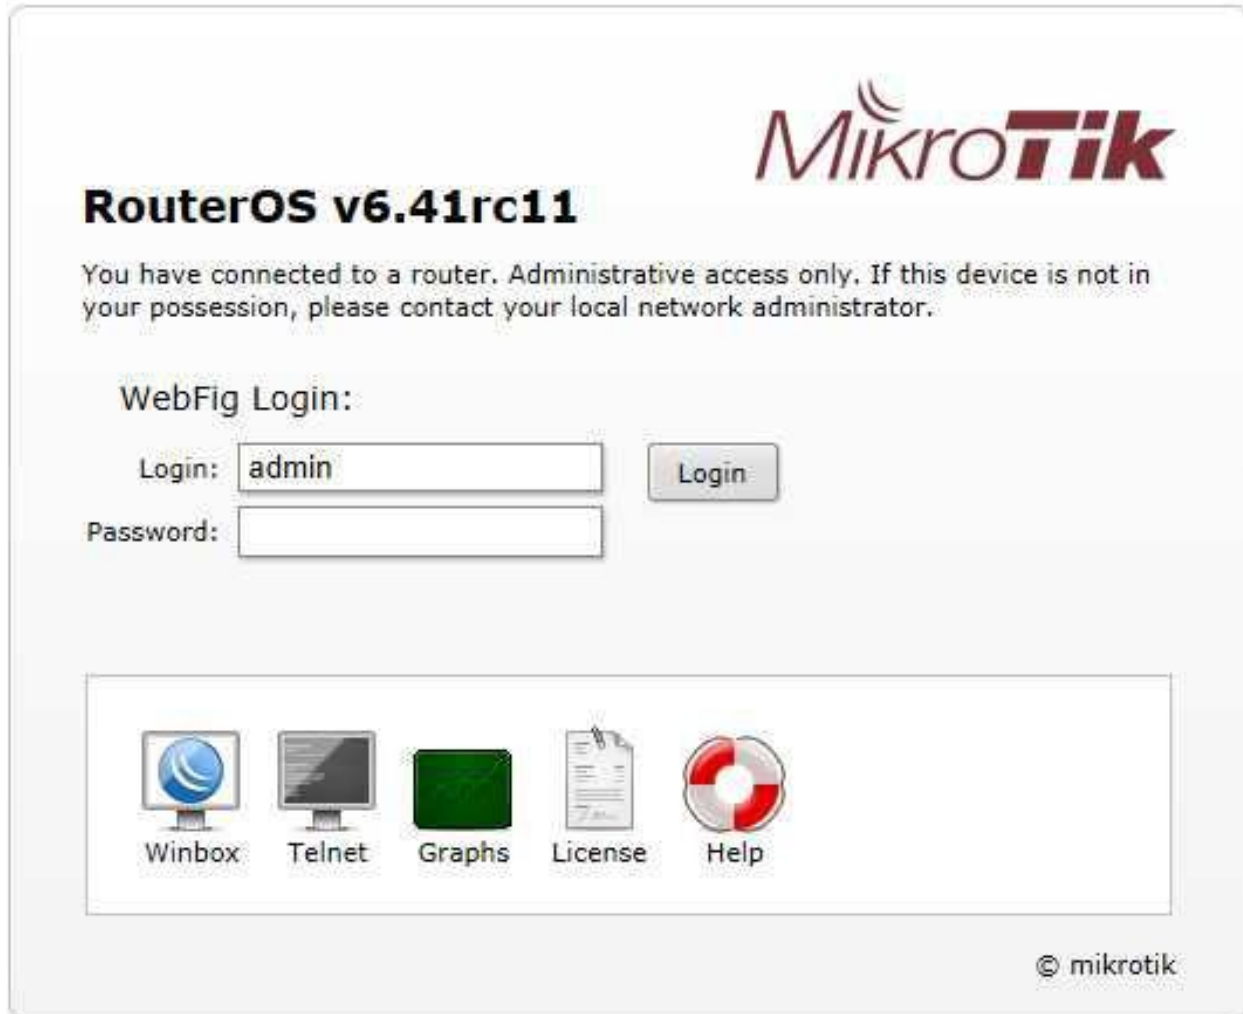 MikroTik
RouterOS v6.41rc11
You have connected to a router. Administrative access only. If this device is not in
your possession, please contact your local network administrator.
WebFig Login:
Login: admin Login
Password:
Winbox Telnet Graphs License Help
© mikrotik